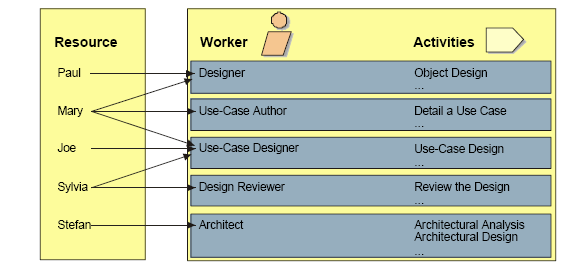 Resource
Worker
Activities
Paul
Designer
Object Design
...
Mary
Use-Case Author
Detail a Use Case
...
Joe
Use-Case Designer
Use-Case Design
...
Sylvia
Design Reviewer
Review the Design
...
Stefan
Architect
Architectural Analysis
Architectural Design
...